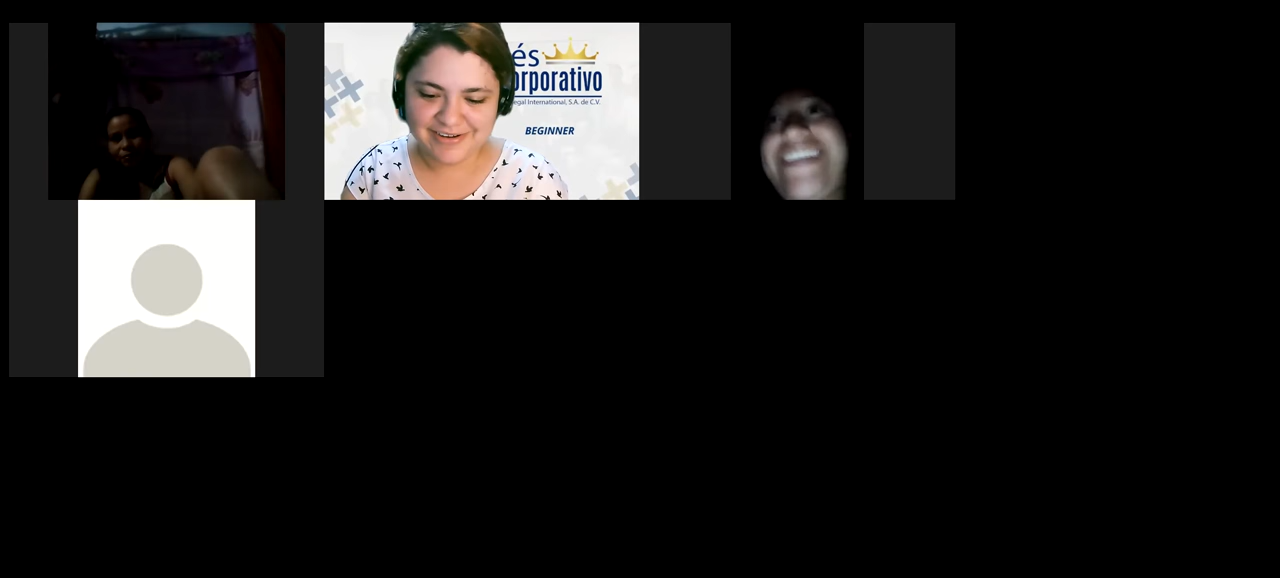 és
orporativo
egal International, S.A. de C.V.
BEGINNER